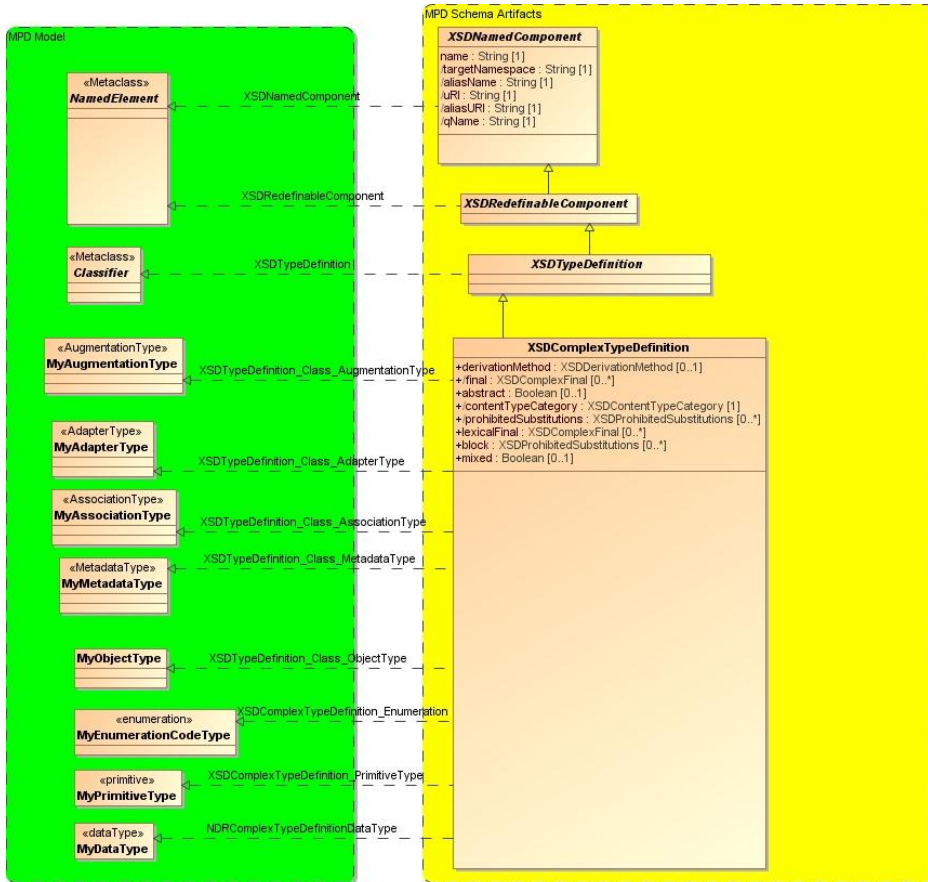 MPD Model
«Metaclass»
NamedElement
«Metaclass»
Classifier
«AugmentationType»
MyAugmentationType
«AdapterType»
MyAdapterType
«AssociationType»
MyAssociationType
«MetadataType»
MyMetadataType
MyObjectType
«enumeration»
MyEnumerationCodeType
«primitive»
MyPrimitiveType
«dataType»
MyDataType
XSDNamedComponent
XSDRedefinableComponent
XSDTypeDefinition
XSDTypeDefinition_Class_AugmentationType
XSDTypeDefinition_Class_AdapterType
XSDTypeDefinition_Class_AssociationType
XSDTypeDefinition_Class_MetadataType
XSDTypeDefinition_Class_ObjectType
XSDComplexTypeDefinition_Enumeration
XSDComplexTypeDefinition_PrimitiveType
NDRComplexTypeDefinitionDataType
MPD Schema Artifacts
XSDNamedComponent
name : String [1]
/targetNamespace : String [1]
/aliasName : String [1]
/uRI : String [1]
/aliasURI : String [1]
/qName : String [1]
XSDRedefinableComponent
XSDTypeDefinition
XSDComplexTypeDefinition
+derivationMethod : XSDDerivationMethod [0..1]
+/final : XSDComplexFinal [0..*]
+abstract : Boolean [0..1]
+/contentTypeCategory : XSDContentTypeCategory [1]
+/prohibitedSubstitutions : XSDProhibitedSubstitutions [0..*]
+lexicalFinal : XSDComplexFinal [0..*]
+block : XSDProhibitedSubstitutions [0..*]
+mixed : Boolean [0..1]